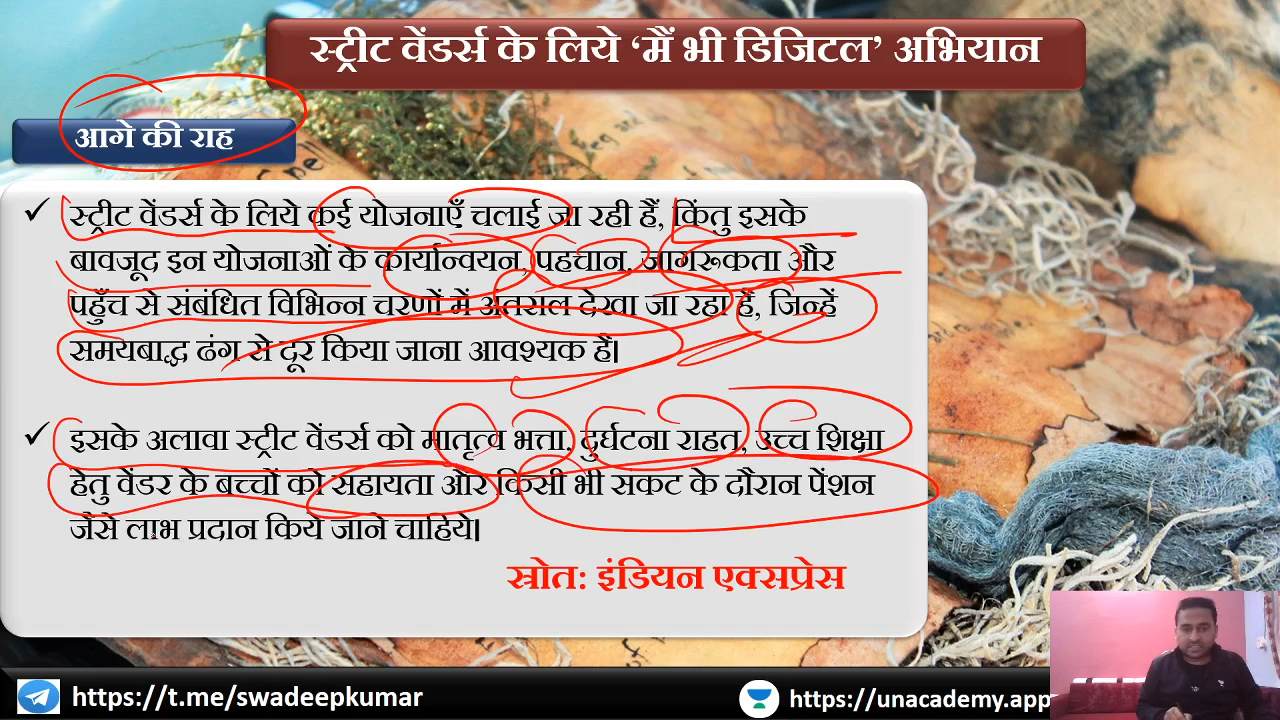 स्ट्रीट वेंडर्स के लिये ‘मैं भी डिजिटल’ अभियान
आगे की राह
✓ स्ट्रीट वेंडर्स के लिये कई योजनाएँ चलाई जा रही हैं, किंतु इसके
बावजूद इन योजनाओं के कार्यान्वयन, पहचान, जागरूकता और
पहुँच से संबंधित विभिन्न चरणों में अंतराल देखा जा रहा है, जिन्हें
समयबाद्ध ढंग से दूर किया जाना आवश्यक है।
✓ इसके अलावा स्ट्रीट वेंडर्स को मातृत्व भत्ता, दुर्घटना राहत, उच्च शिक्षा
हेतु वेंडर के बच्चों को सहायता और किसी भी संकट के दौरान पेंशन
जैसे लाभ प्रदान किये जाने चाहिये।
स्रोत: इंडियन एक्सप्रेस
https://t.me/swadeepkumar
https://unacademy.app